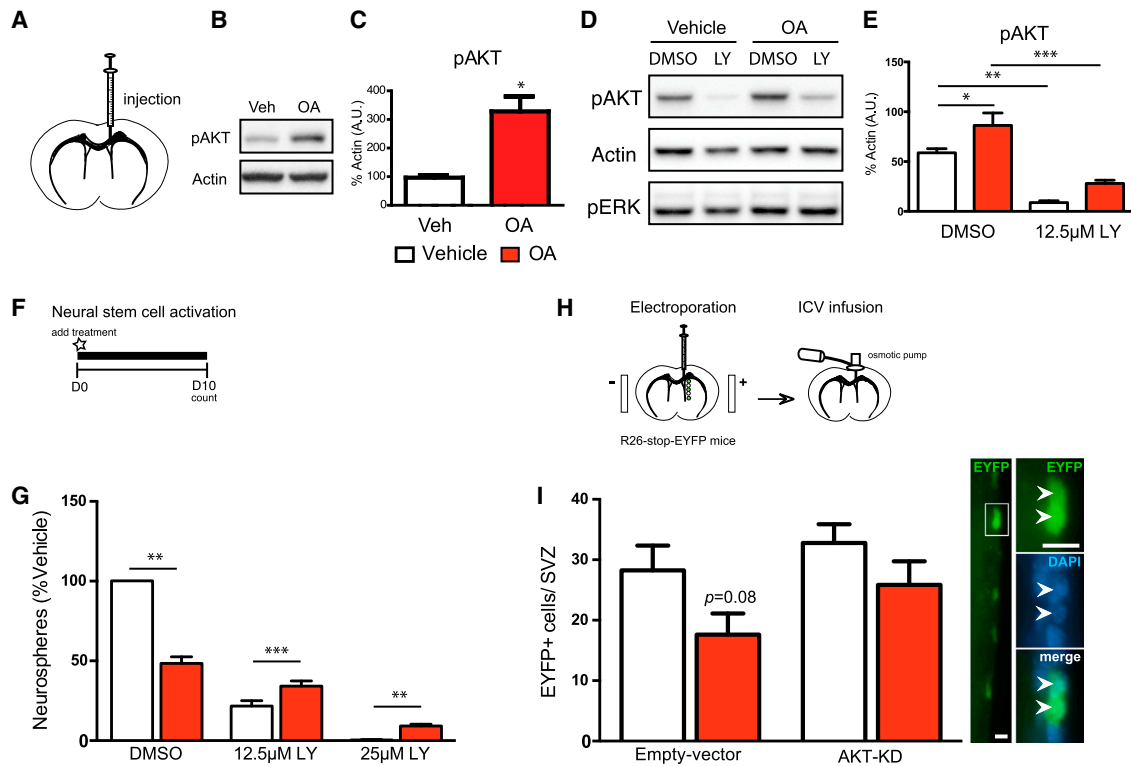 A
injection
B
Veh OA
pAKT
Actin
C
pAKT
*
% Actin (A.U.)
400
300
200
100
0
Veh OA
Vehicle OA
D
Vehicle OA
DMSO LY DMSO LY
pAKT
Actin
pERK
E
pAKT
***
**
*
% Actin (A.U.)
150
100
50
0
DMSO 12.5µM LY
F
Neural stem cell activation
add treatment
D0 D10
count
H
Electroporation ICV infusion
osmotic pump
- +
R26-stop-EYFP mice
G
Neurospheres (%Vehicle)
150
100
50
0
**
***
**
DMSO 12.5µM LY 25µM LY
I
EYFP+ cells/ SVZ
40
30
20
10
0
p=0.08
Empty-vector AKT-KD
EYFP EYFP
DAPI
merge